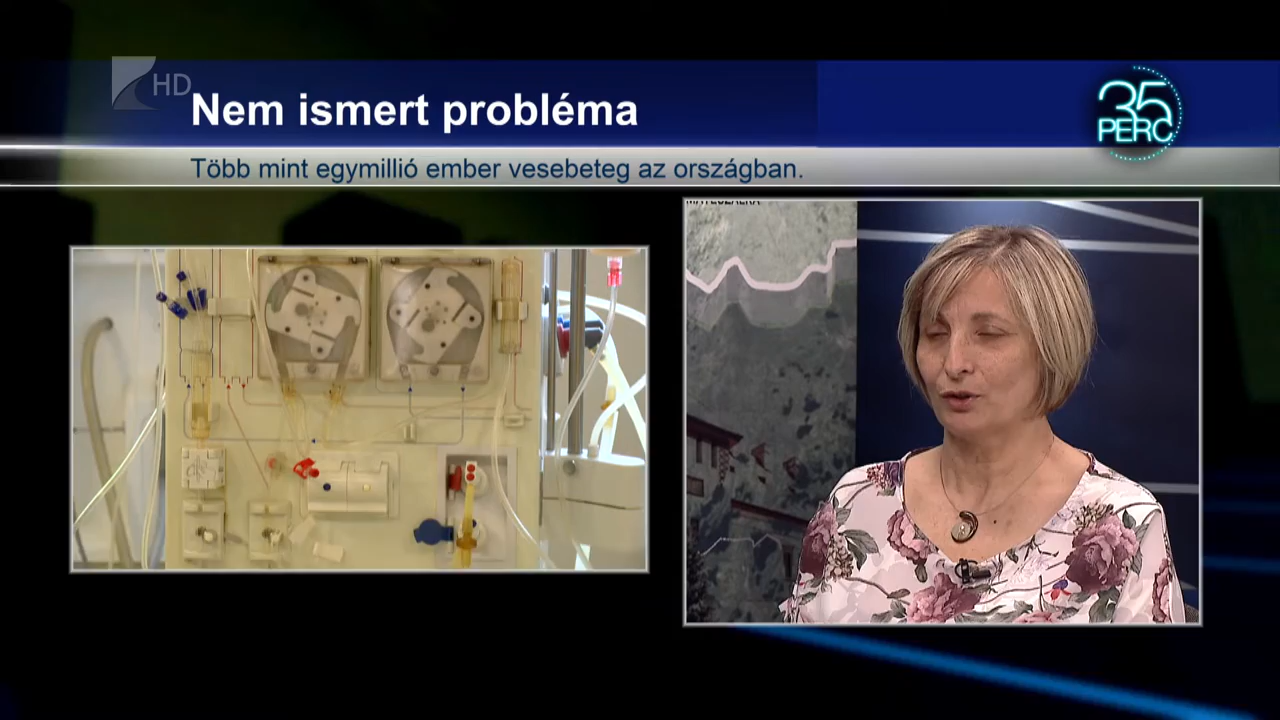 HD
Nem ismert probléma
35
PERC
Több mint egymillió ember vesebeteg az országban.